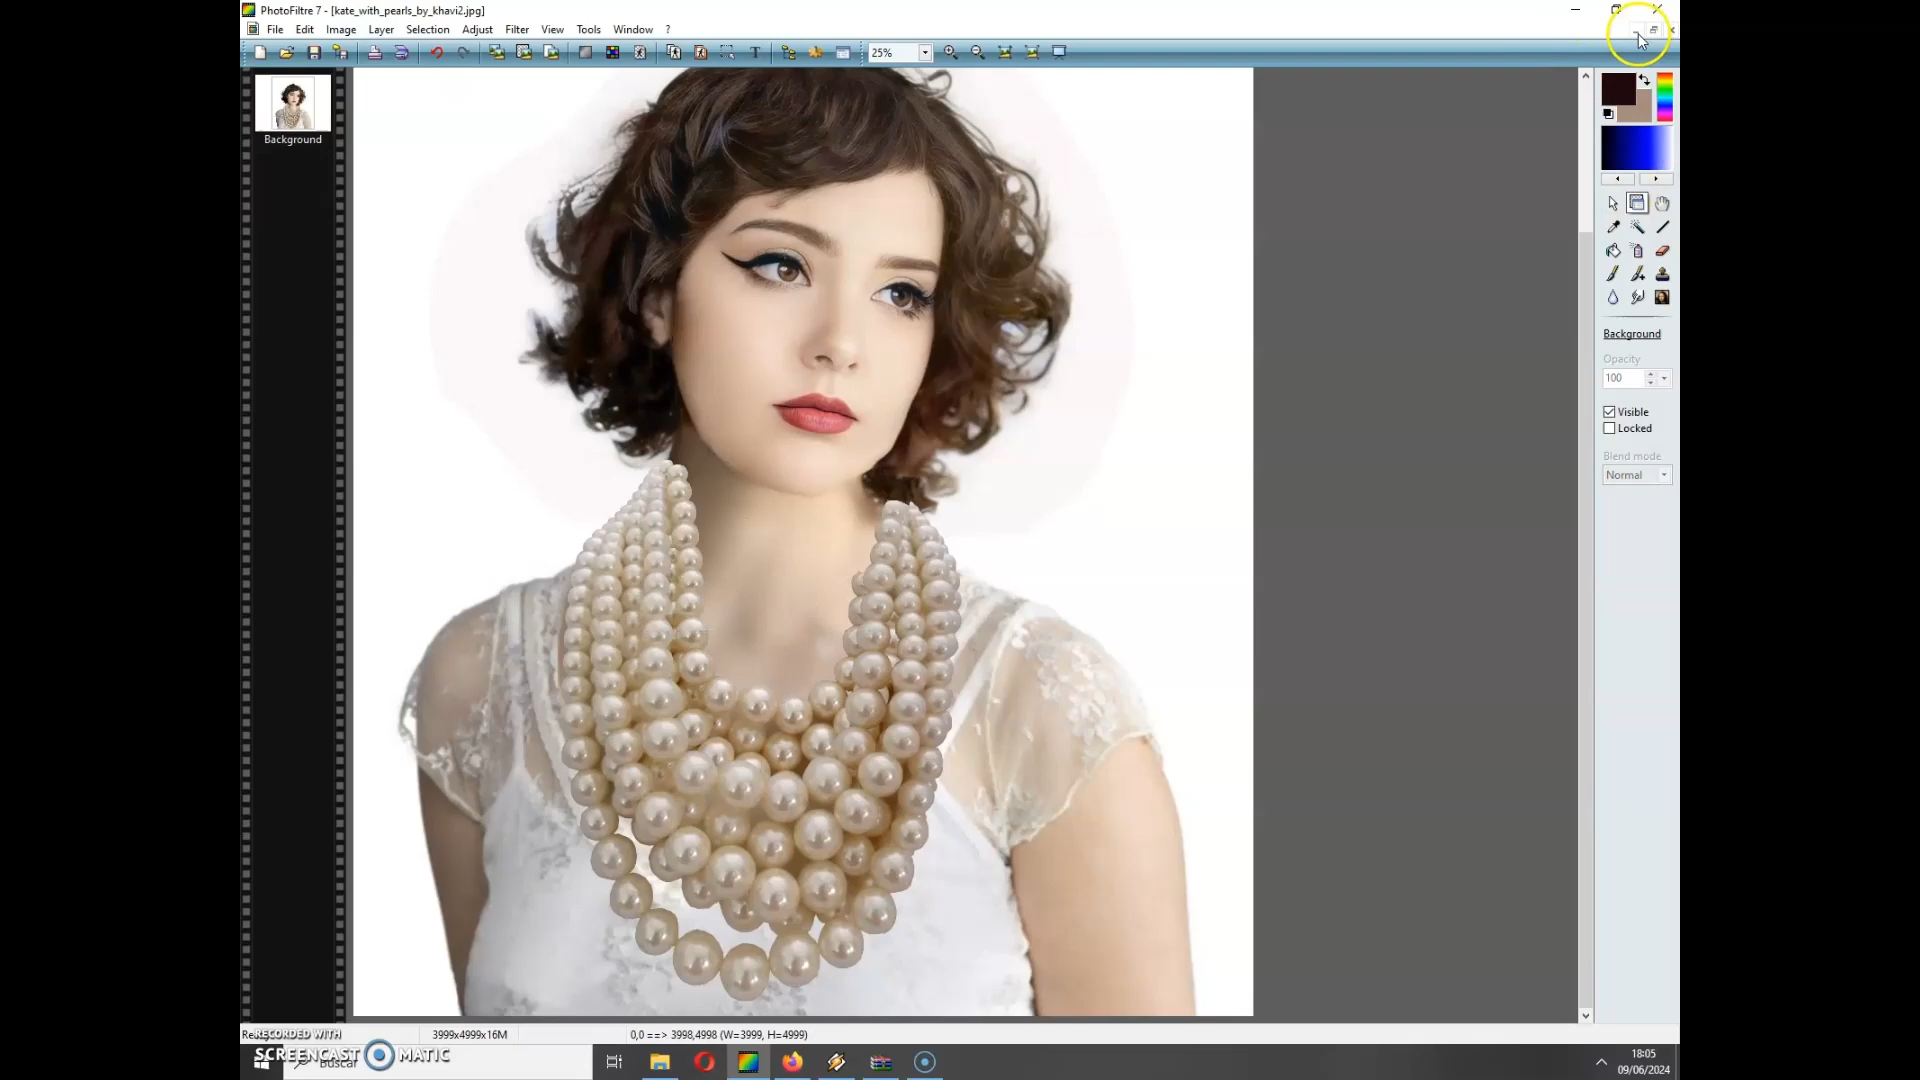 PhotoFiltre 7 - [kate_with_pearls_by_khavi2.jpg]
File Edit Image Layer Selection Adjust Filter View Tools Window ?
25%
Background
Background
Opacity
100
Visible
Locked
Blend mode
Normal
3999x4999x16M
0,0 ==> 3998,4998 (W=3999, H=4999)
RECORDED WITH
SCREENCAST MATIC
Buscar
18:05
09/06/2024